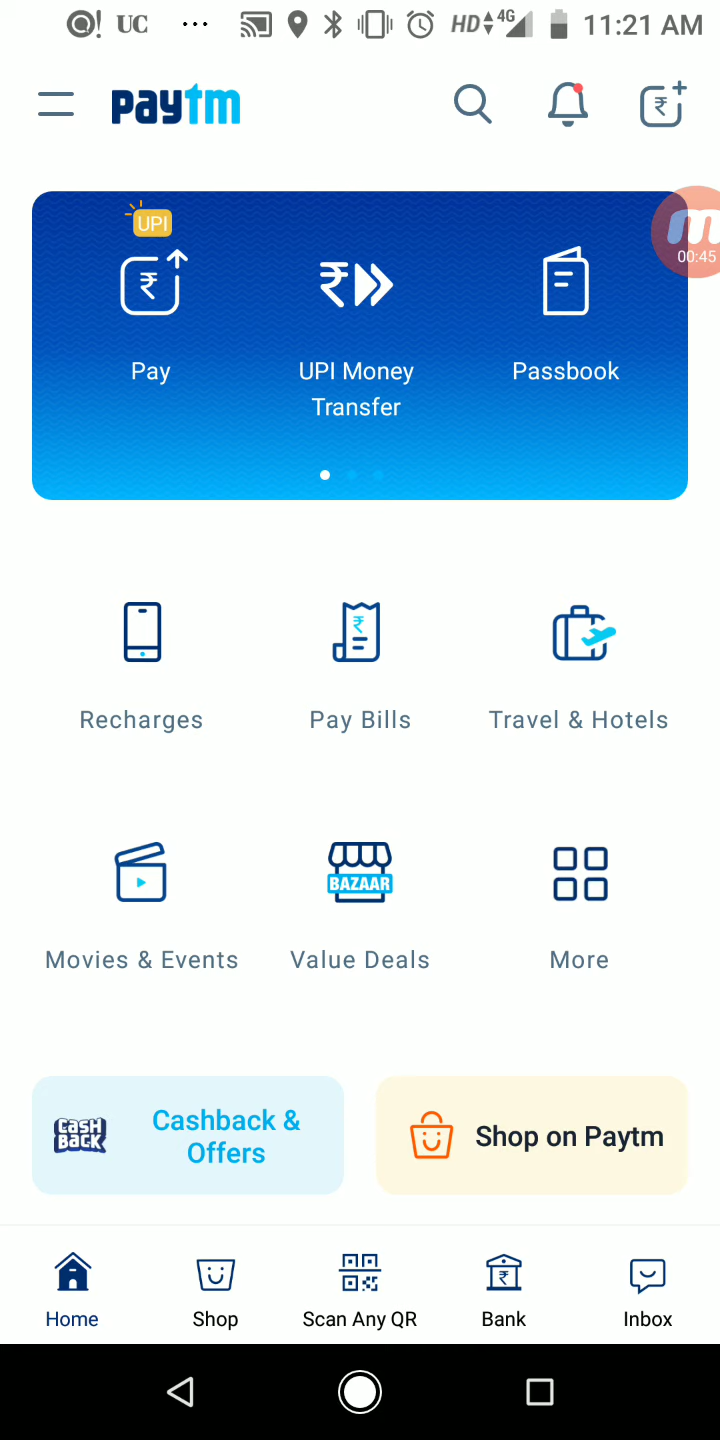 UC ... HD 4G 11:21 AM
paytm
UPI
00:45
Pay
UPI Money
Transfer
Passbook
Recharges
Pay Bills
Travel & Hotels
BAZAAR
Movies & Events
Value Deals
More
CASH
BACK
Cashback &
Offers
Shop on Paytm
Home
Shop
Scan Any QR
Bank
Inbox